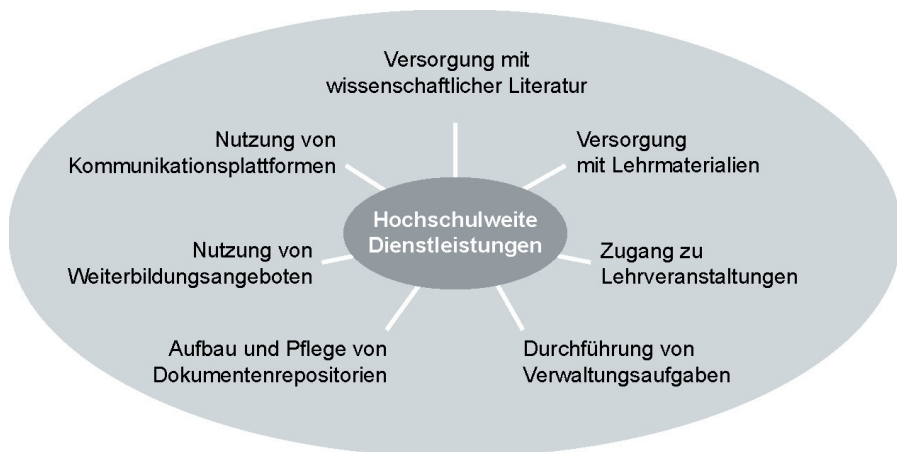 Versorgung mit
wissenschaftlicher Literatur
Nutzung von
Kommunikationsplattformen
Versorgung
mit Lehrmaterialien
Hochschulweite
Dienstleistungen
Nutzung von
Weiterbildungsangeboten
Zugang zu
Lehrveranstaltungen
Aufbau und Pflege von
Dokumentenrepositorien
Durchführung von
Verwaltungsaufgaben